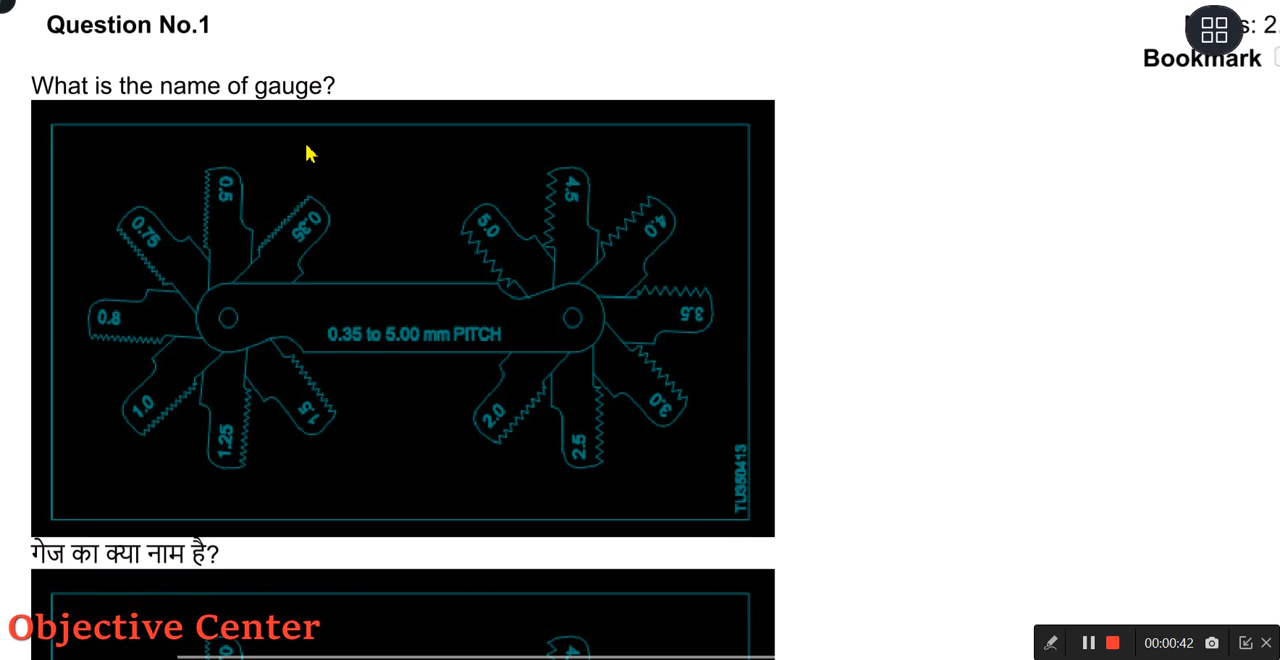 Question No.1
Bookmark
What is the name of gauge?
0.5
0.35
0.75
0.8
1.0
1.25
1.5
0.35 to 5.00 mm PITCH
4.5
5.0
4.0
3.5
3.0
2.5
2.0
TU350413
गेज का क्या नाम है?
Objective Center
00:00:42